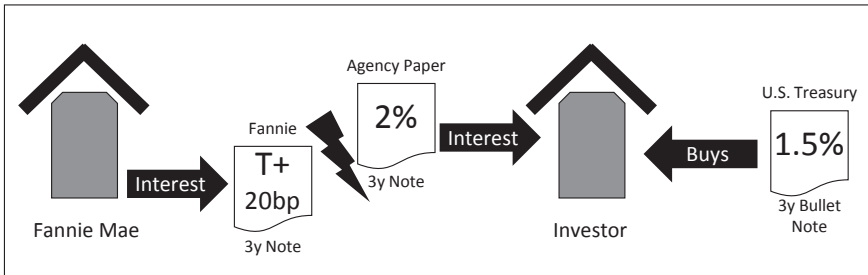 Fannie Mae
Interest
Fannie
T+
20bp
3y Note
Agency Paper
2%
3y Note
Interest
Investor
Buys
U.S. Treasury
1.5%
3y Bullet
Note